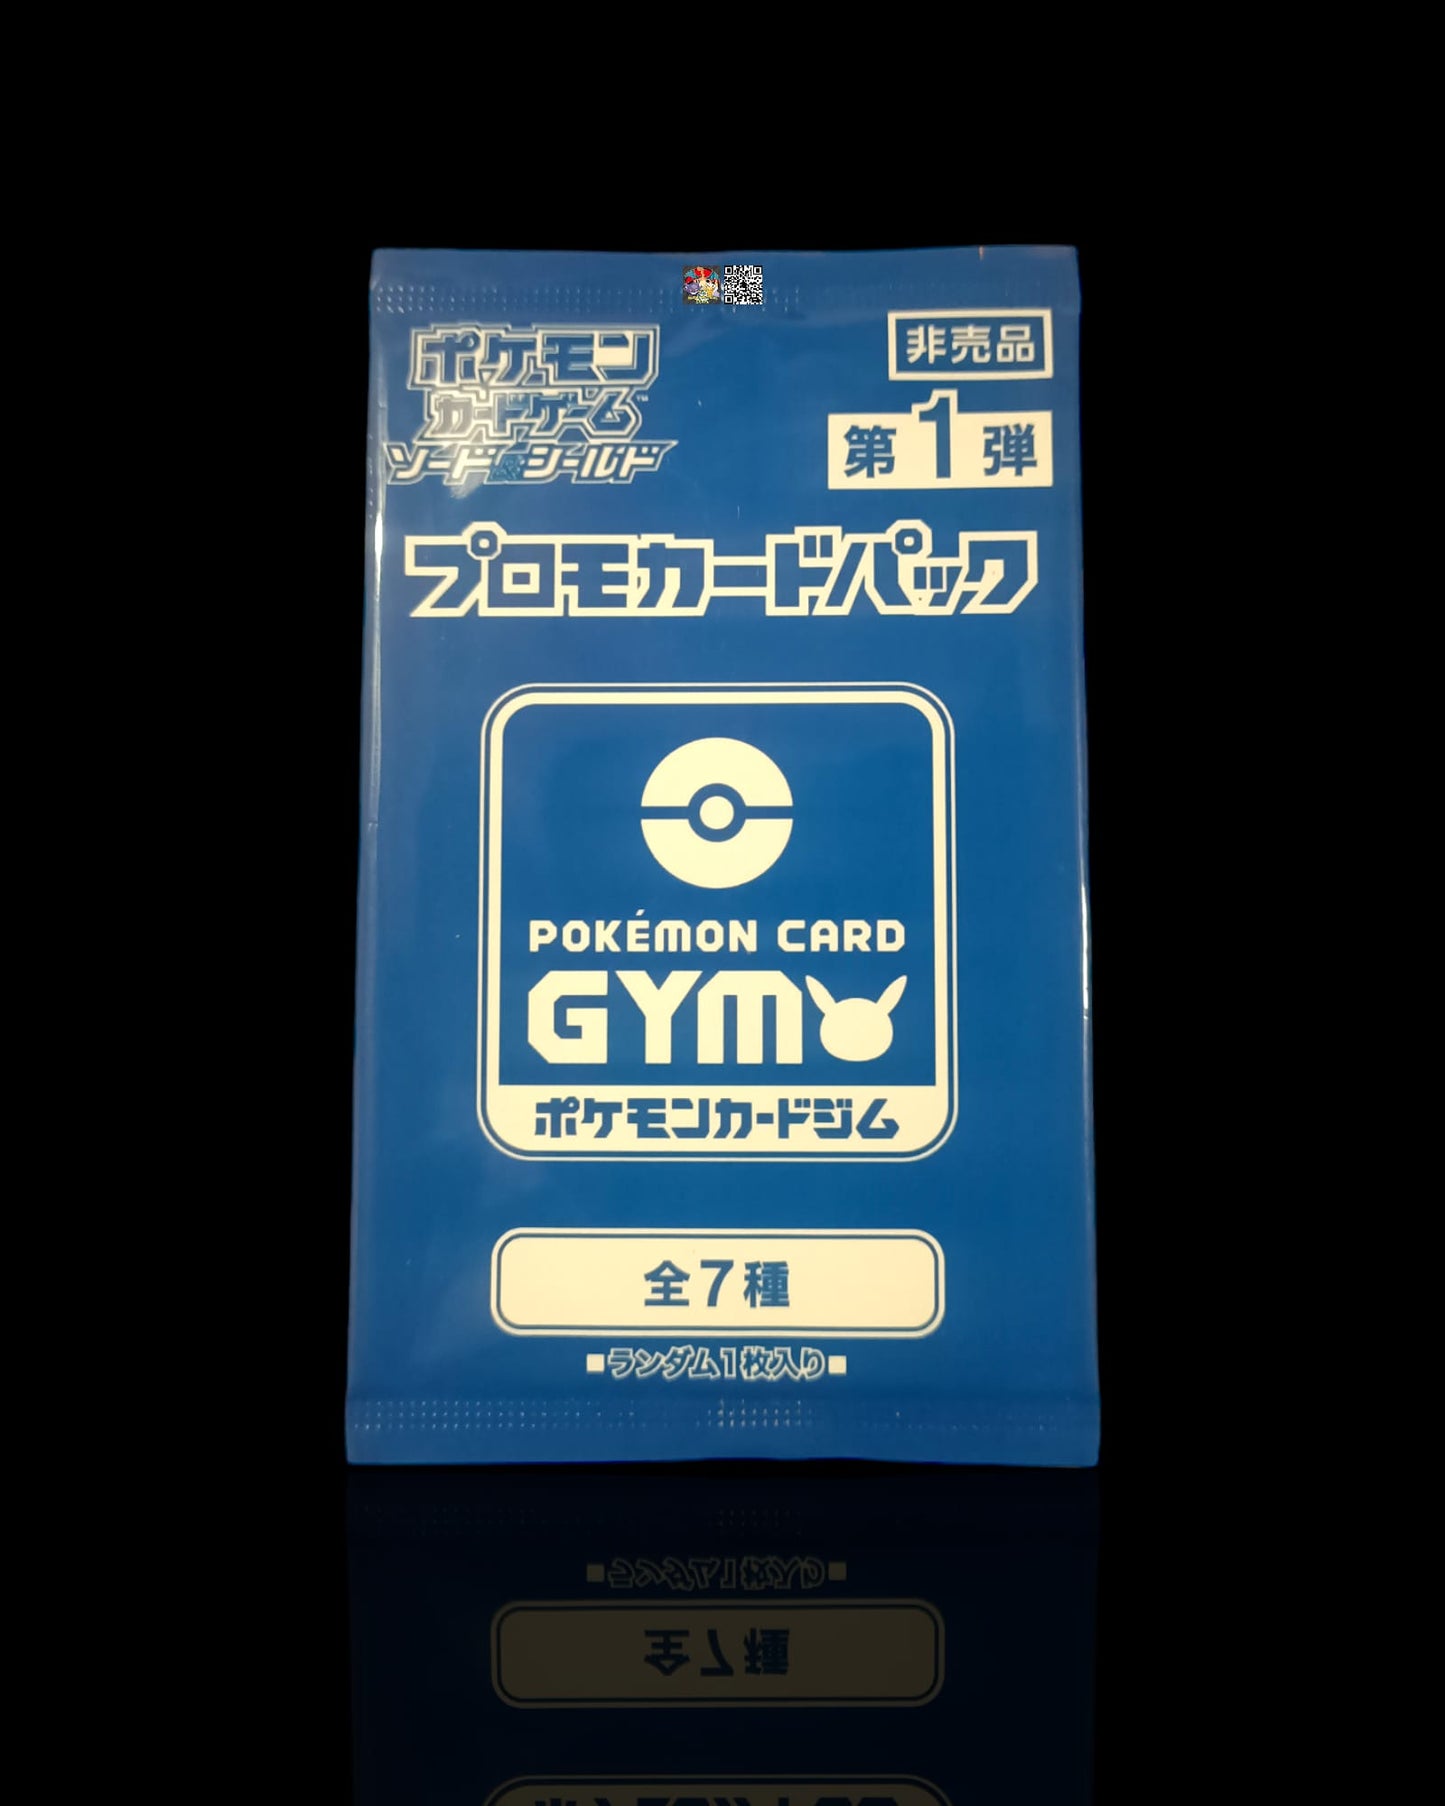 ポケモン
カードゲーム™
ソード&シールド
非売品
第1弾
プロモカードパック
POKÉMON CARD
GYM
ポケモンカードジム
全7種
■ランダム1枚入り■